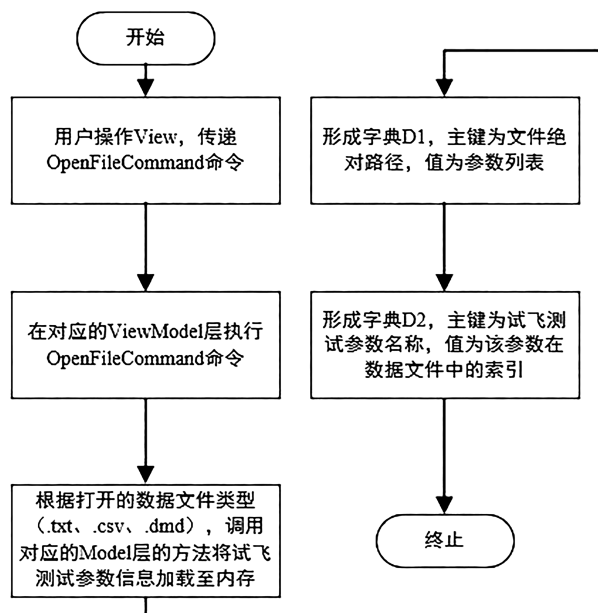 开始
用户操作View，传递
OpenFileCommand命令
在对应的ViewModel层执行
OpenFileCommand命令
根据打开的数据文件类型
（.txt、.csv、.dmd），调用
对应的Model层的方法将试飞
测试参数信息加载至内存
形成字典D1，主键为文件绝
对路径，值为参数列表
形成字典D2，主键为试飞测
试参数名称，值为该参数在
数据文件中的索引
终止